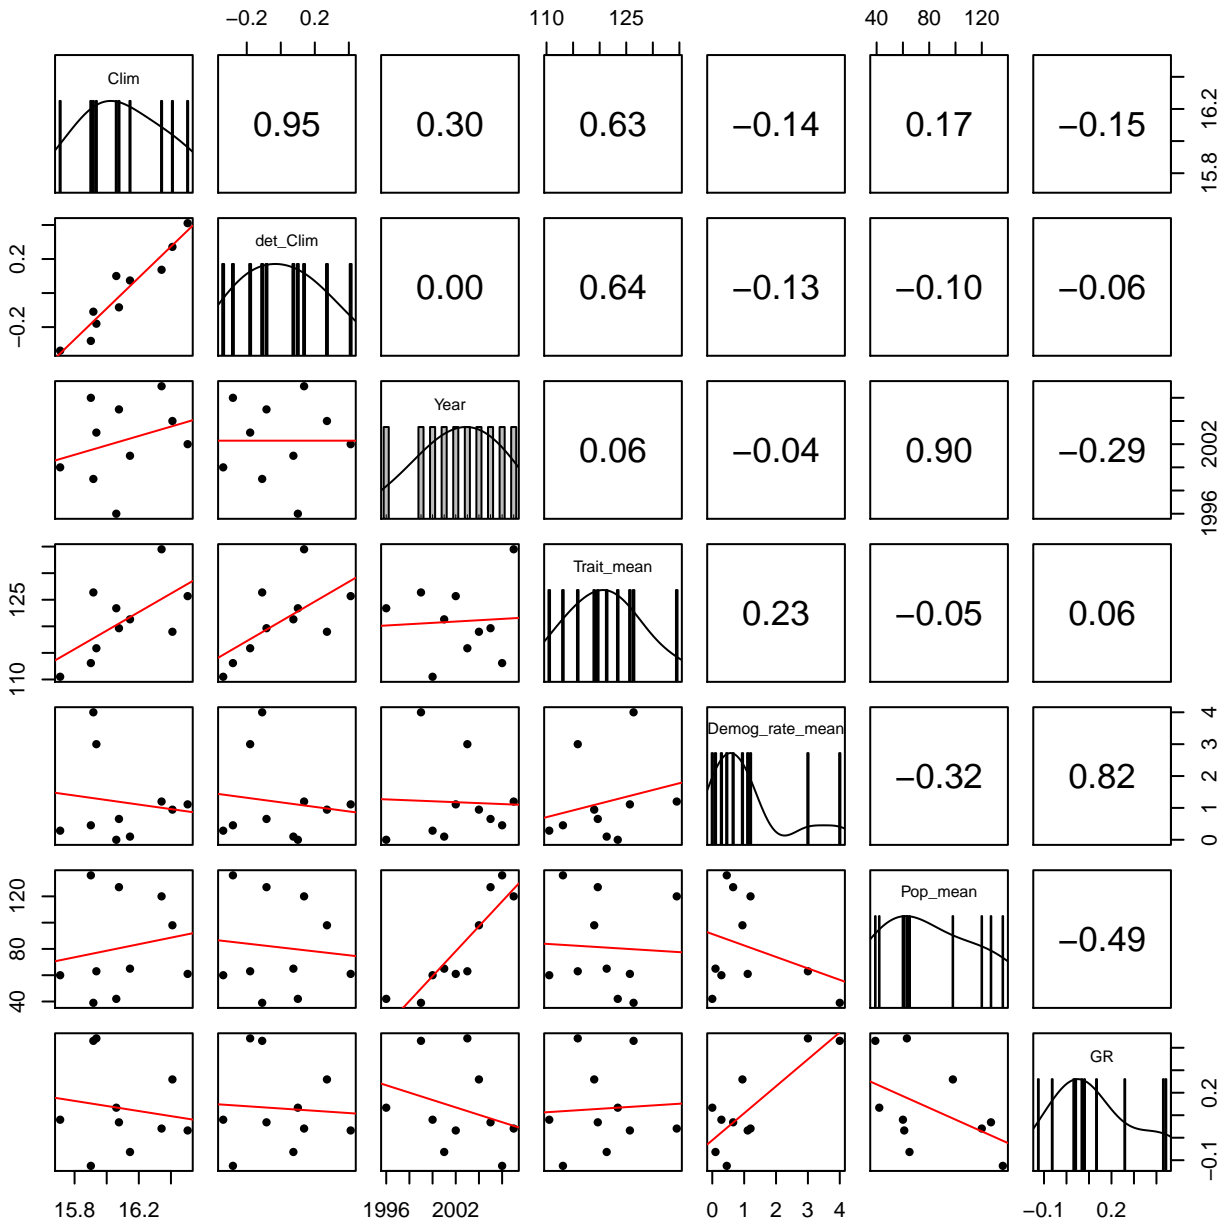 −0.2 0.2 110 125 40 80 120
Clim 0.95 0.30 0.63 −0.14 0.17 −0.15 15.8 16.2
−0.2 0.2 det_Clim 0.00 0.64 −0.13 −0.10 −0.06
Year 0.06 −0.04 0.90 −0.29 1996 2002
110 125 Trait_mean 0.23 −0.05 0.06
Demog_rate_mean −0.32 0.82 0 1 2 3 4
40 80 120 Pop_mean −0.49
GR −0.1 0.2
15.8 16.2 1996 2002 0 1 2 3 4 −0.1 0.2